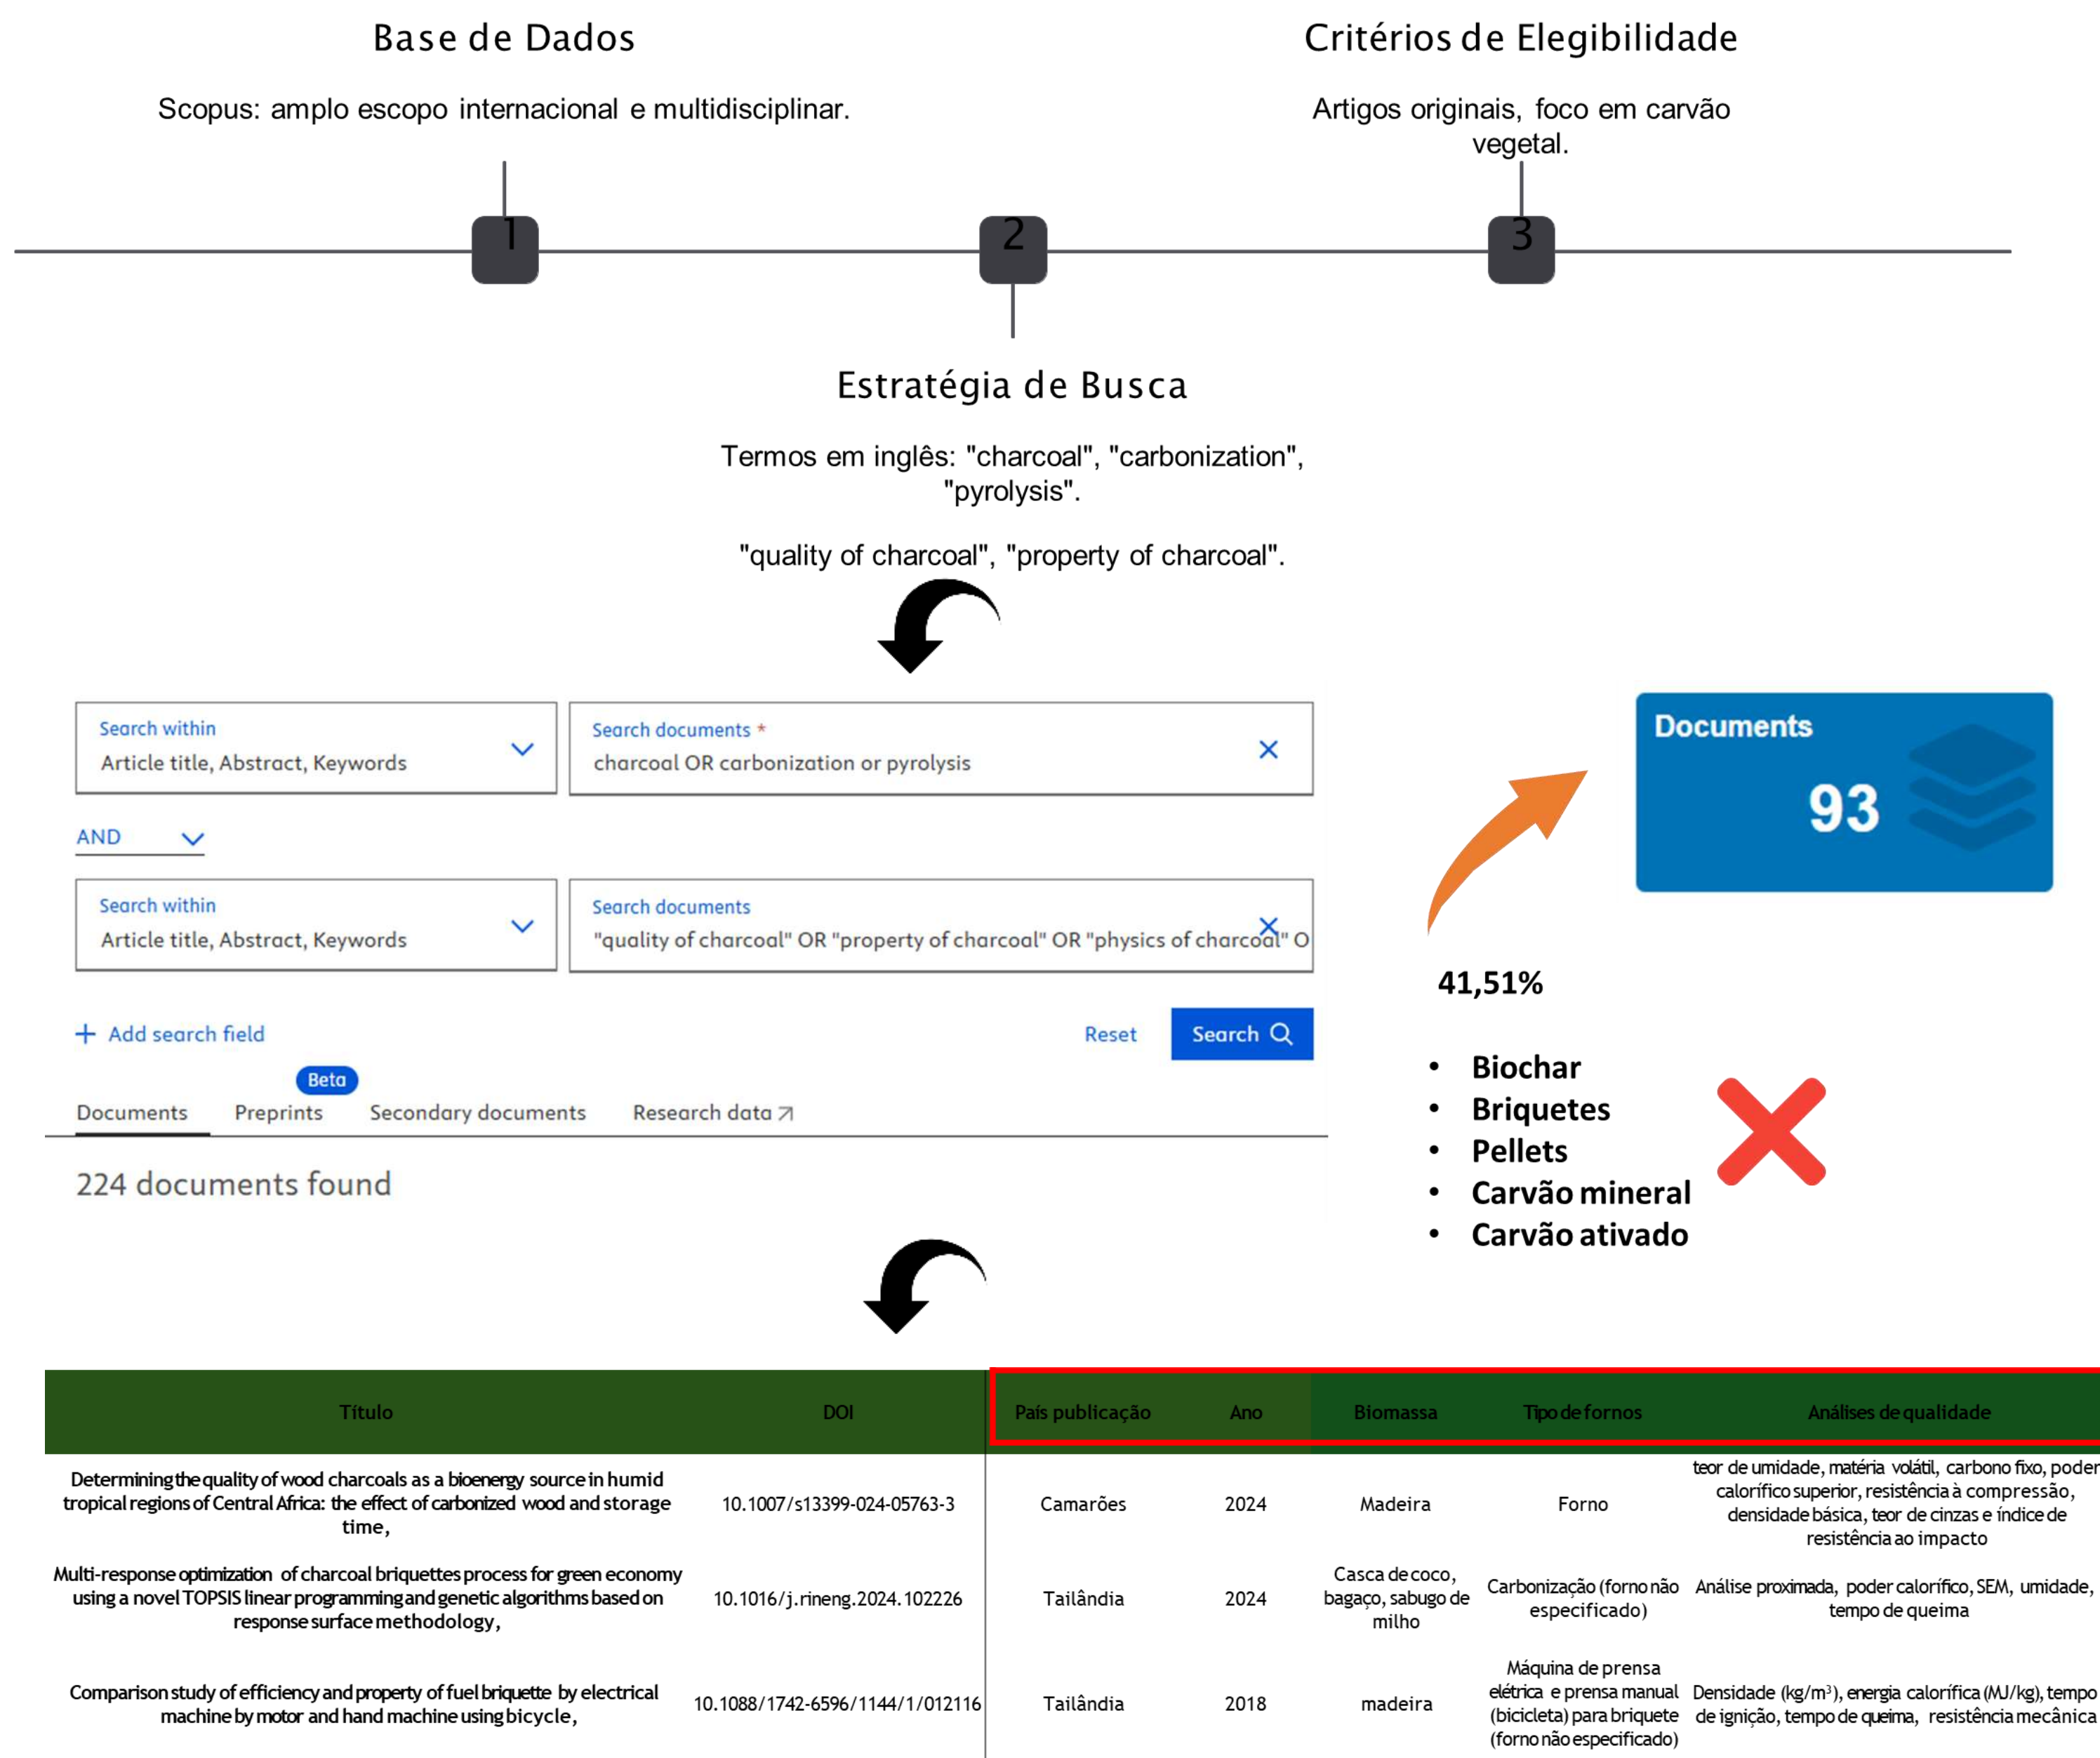 Base de Dados
Scopus: amplo escopo internacional e multidisciplinar.
Critérios de Elegibilidade
Artigos originais, foco em carvão
vegetal.
1
2
3
Estratégia de Busca
Termos em inglês: "charcoal", "carbonization",
"pyrolysis".
"quality of charcoal", "property of charcoal".
Search within
Article title, Abstract, Keywords
Search documents *
charcoal OR carbonization or pyrolysis
AND
Search within
Article title, Abstract, Keywords
Search documents
"quality of charcoal" OR "property of charcoal" OR "physics of charcoal" O
+ Add search field
Reset
Search
Beta
Documents
Preprints
Secondary documents
Research data
224 documents found
Documents
93
41,51%
• Biochar
• Briquetes
• Pellets
• Carvão mineral
• Carvão ativado
Título
DOI
País publicação
Ano
Biomassa
Tipo de fornos
Análises de qualidade
Determining the quality of wood charcoals as a bioenergy source in humid
tropical regions of Central Africa: the effect of carbonized wood and storage
time,
10.1007/s13399-024-05763-3
Camarões
2024
Madeira
Forno
teor de umidade, matéria volátil, carbono fixo, poder
calorífico superior, resistência à compressão,
densidade básica, teor de cinzas e índice de
resistência ao impacto
Multi-response optimization of charcoal briquettes process for green economy
using a novel TOPSIS linear programming and genetic algorithms based on
response surface methodology,
10.1016/j.rineng.2024.102226
Tailândia
2024
Casca de coco,
bagaço, sabugo de
milho
Carbonização (forno não
especificado)
Análise proximada, poder calorífico, SEM, umidade,
tempo de queima
Comparison study of efficiency and property of fuel briquette by electrical
machine by motor and hand machine using bicycle,
10.1088/1742-6596/1144/1/012116
Tailândia
2018
madeira
Máquina de prensa
elétrica e prensa manual
(bicicleta) para briquete
(forno não especificado)
Densidade (kg/m³), energia calorífica (MJ/kg), tempo
de ignição, tempo de queima, resistência mecânica